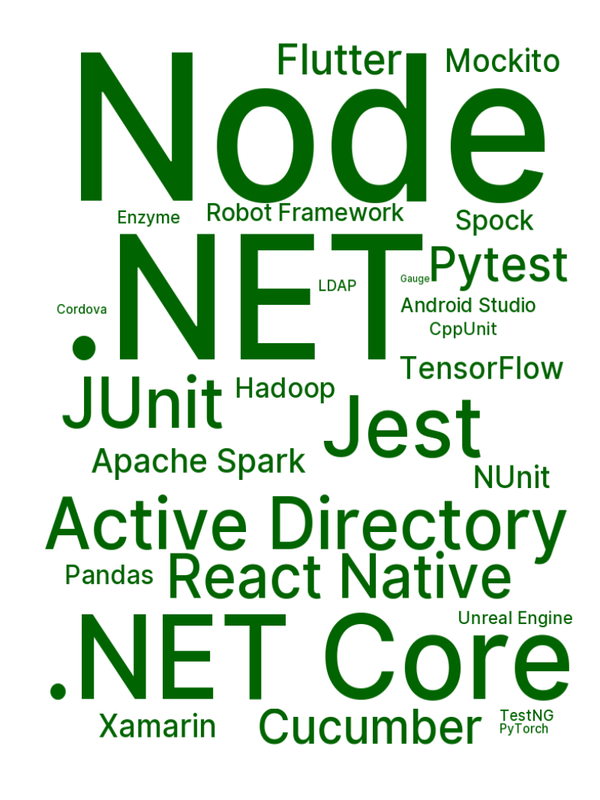 Flutter
Mockito
Node
Enzyme
Robot Framework
Spock
.NET
Pytest
Gauge
LDAP
Cordova
Android Studio
CppUnit
TensorFlow
JUnit
Hadoop
Jest
Apache Spark
NUnit
Active Directory
Pandas
React Native
Unreal Engine
.NET Core
Xamarin
Cucumber
TestNG
PyTorch